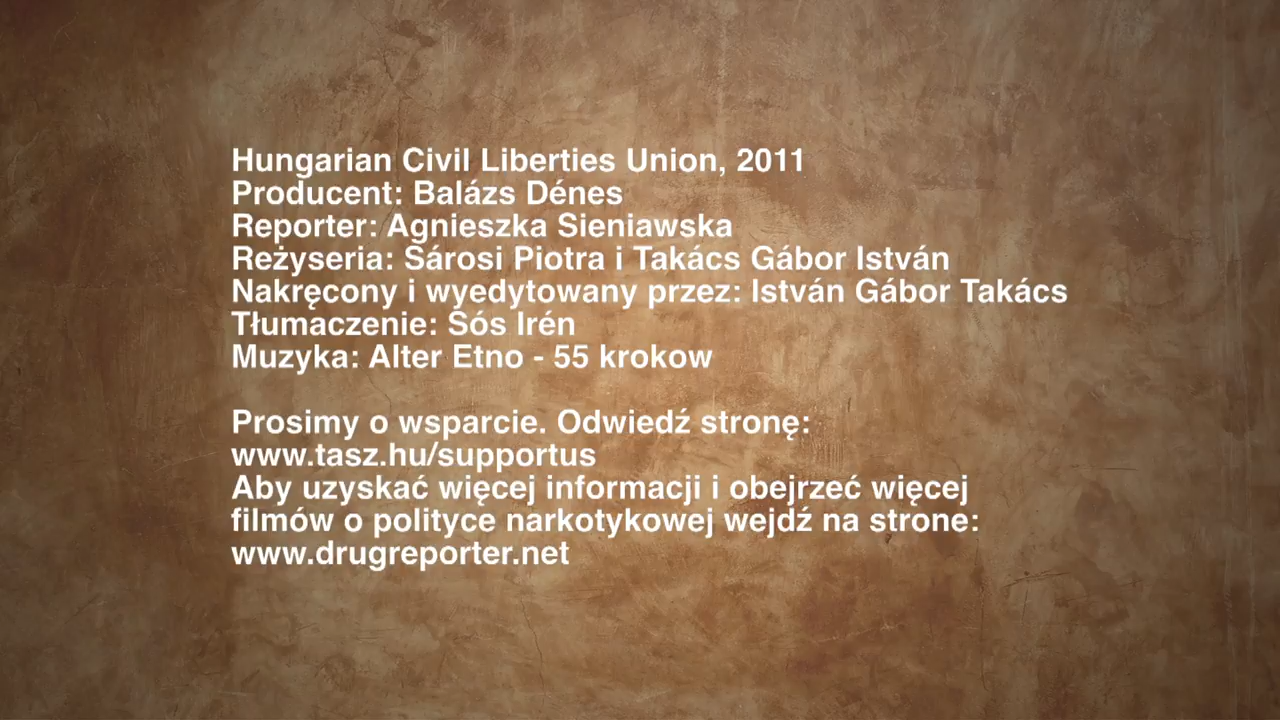 Hungarian Civil Liberties Union, 2011
Producent: Balázs Dénes
Reporter: Agnieszka Sieniawska
Reżyseria: Sárosi Piotra i Takács Gábor István
Nakręcony i wyedytowany przez: István Gábor Takács
Tłumaczenie: Sós Irén
Muzyka: Alter Etno - 55 krokow
Prosimy o wsparcie. Odwiedź stronę:
www.tasz.hu/supportus
Aby uzyskać więcej informacji i obejrzeć więcej
filmów o polityce narkotykowej wejdź na strone:
www.drugreporter.net